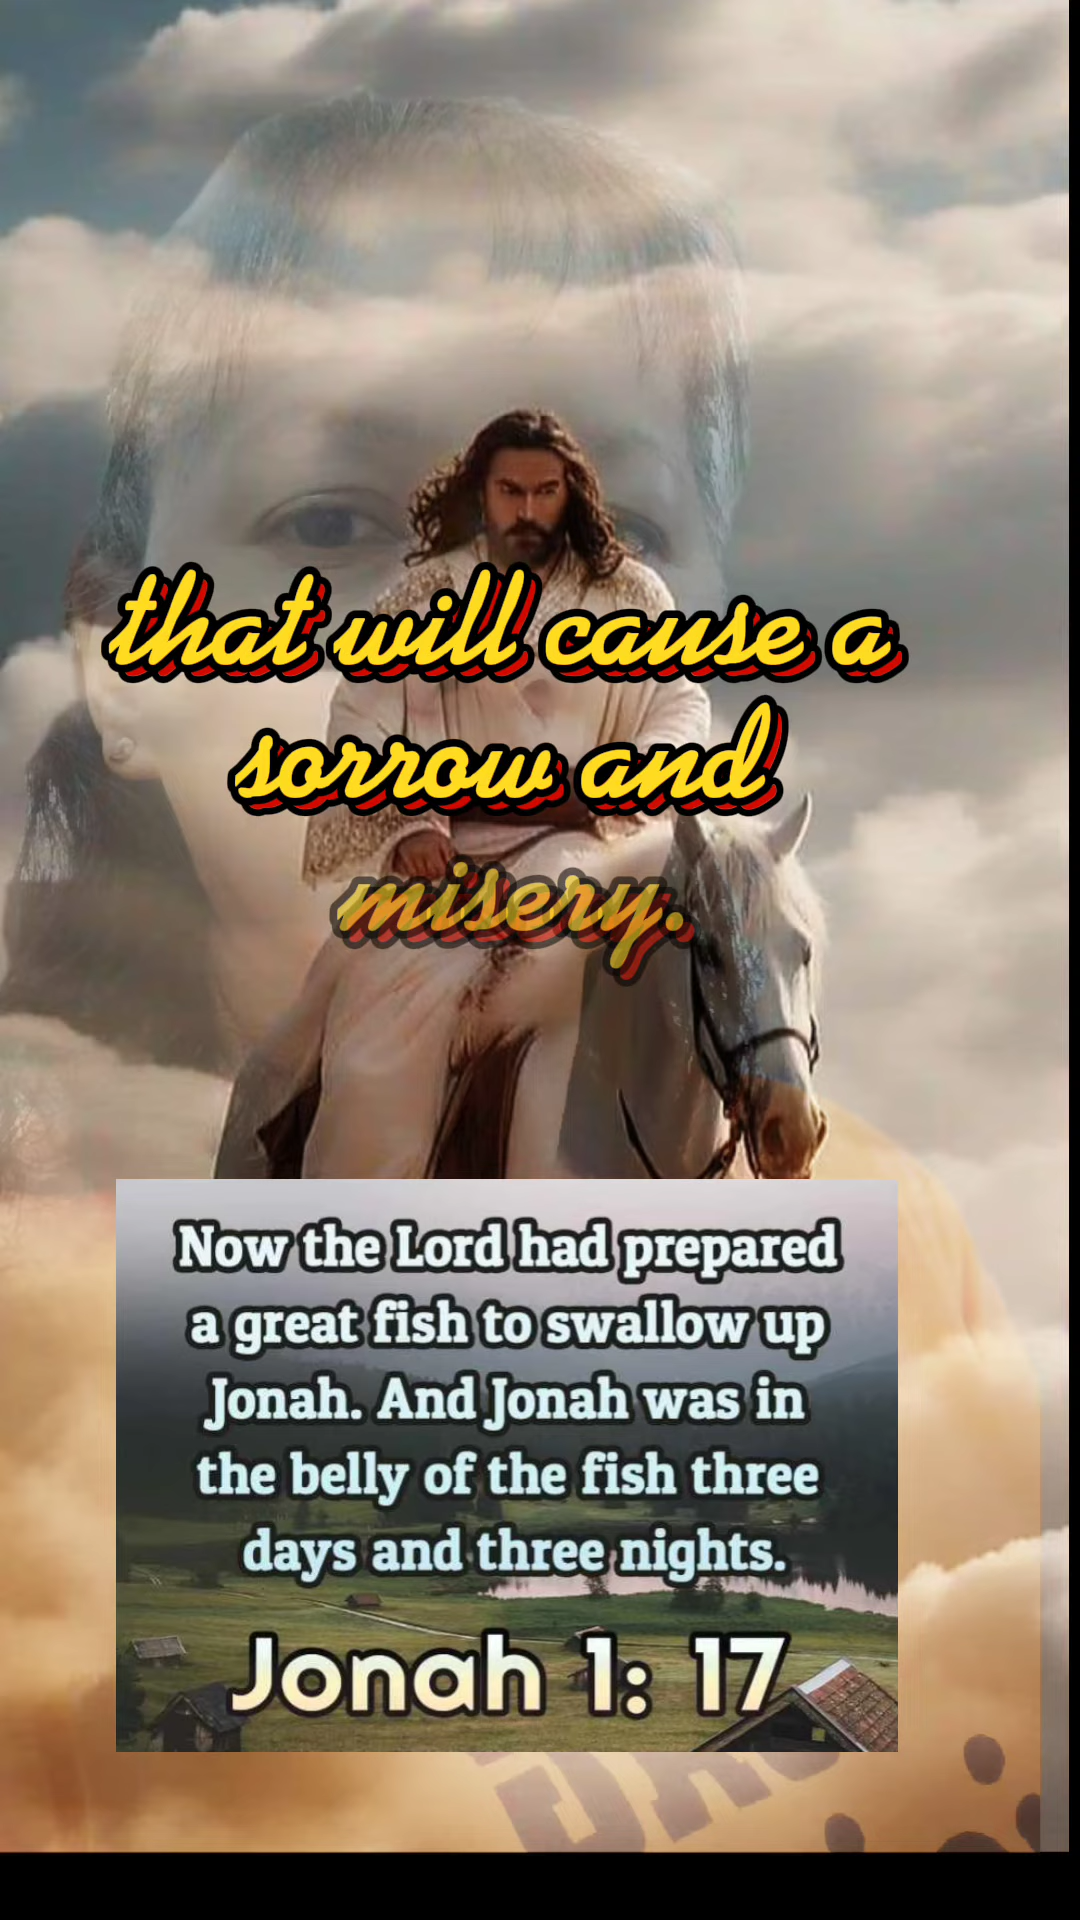 that will cause a
sorrow and
misery.
Now the Lord had prepared
a great fish to swallow up
Jonah. And Jonah was in
the belly of the fish three
days and three nights.
Jonah 1: 17